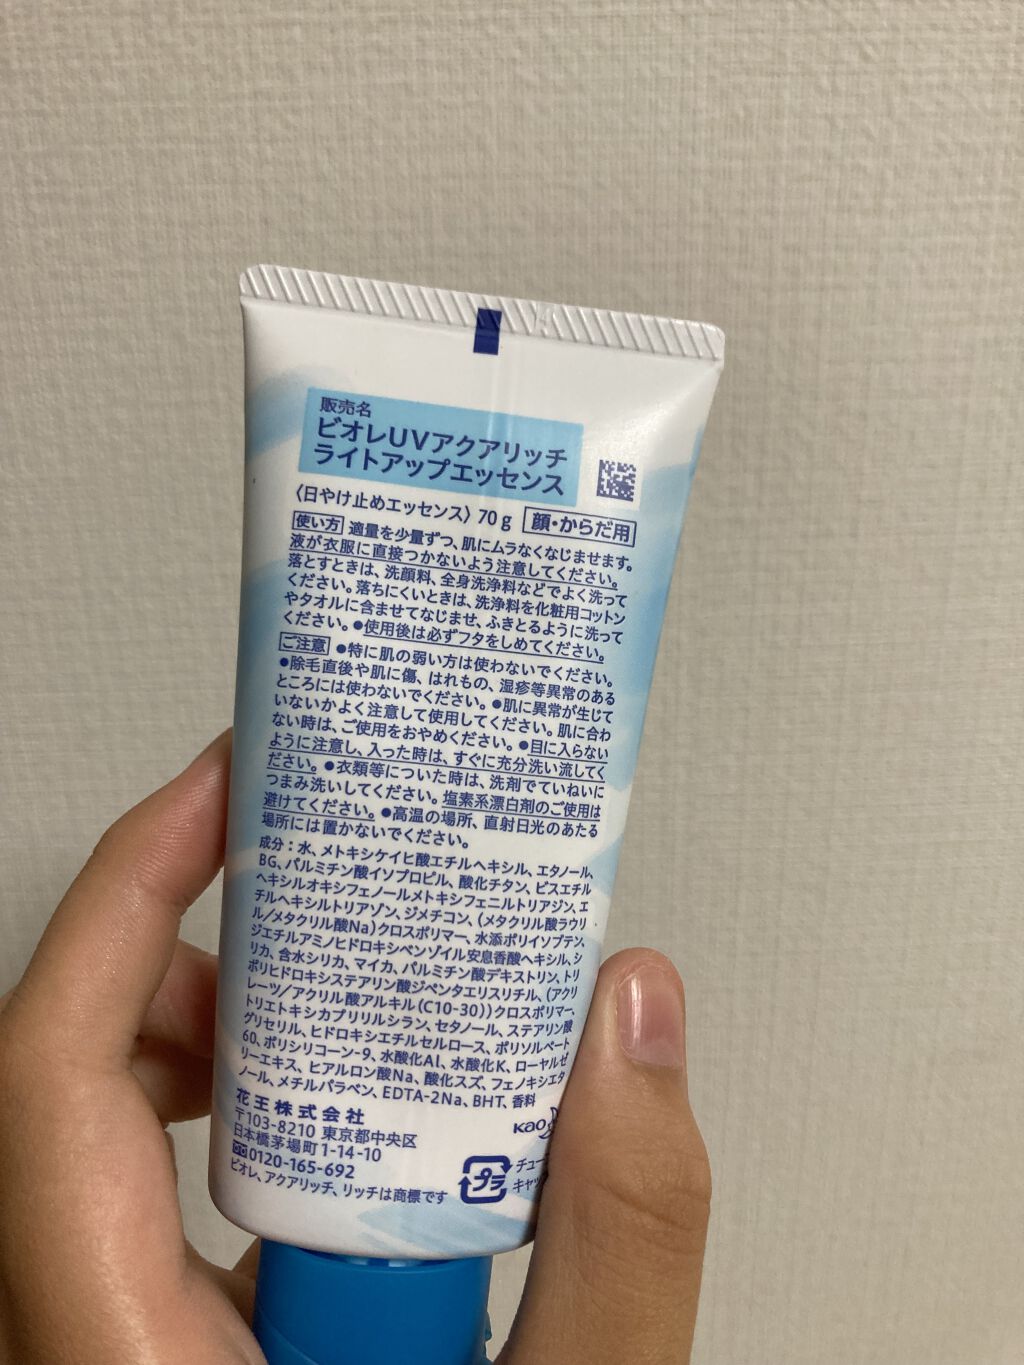 販売名
ビオレUVアクアリッチ
ライトアップエッセンス
〈日やけ止めエッセンス〉70g 顔・からだ用
使い方 適量を少量ずつ、肌にムラなくなじませます。
液が衣服に直接つかないよう注意してください。
落とすときは、洗顔料、全身洗浄料などでよく洗って
ください。落ちにくいときは、洗浄料を化粧用コットン
やタオルに含ませてなじませ、ふきとるように洗って
ください。●使用後は必ずフタをしめてください。
ご注意 ●特に肌の弱い方は使わないでください。
●除毛直後や肌に傷、はれもの、湿疹等異常のある
ところには使わないでください。●肌に異常が生じて
いないかよく注意して使用してください。肌に合わ
ない時は、ご使用をおやめください。●目に入らない
ように注意し、入った時は、すぐに充分洗い流してく
ださい。●衣類等についた時は、洗剤でていねいに
つまみ洗いしてください。塩素系漂白剤のご使用は
避けてください。●高温の場所、直射日光のあたる
場所には置かないでください。
成分：水、メトキシケイヒ酸エチルヘキシル、エタノール、
BG、パルミチン酸イソプロピル、酸化チタン、ビスエチル
ヘキシルオキシフェノールメトキシフェニルトリアジン、エ
チルヘキシルトリアゾン、ジメチコン、(メタクリル酸ラウリ
ル/メタクリル酸Na)クロスポリマー、水添ポリイソブテン、
ジエチルアミノヒドロキシベンゾイル安息香酸ヘキシル、シ
リカ、含水シリカ、マイカ、パルミチン酸デキストリン、トリ
ポリヒドロキシステアリン酸ジペンタエリスリチル、(アクリ
レーツ/アクリル酸アルキル(C10-30))クロスポリマー、
トリエトキシカプリリルシラン、セタノール、ステアリン酸
グリセリル、ヒドロキシエチルセルロース、ポリソルベート
60、ポリシリコーン-9、水酸化Al、水酸化K、ローヤルゼ
リーエキス、ヒアルロン酸Na、酸化スズ、フェノキシエタ
ノール、メチルパラベン、EDTA-2Na、BHT、香料
花王株式会社
〒103-8210 東京都中央区
日本橋茅場町1-14-10
0120-165-692
ビオレ、アクアリッチ、リッチは商標です
Kao
プラ
チュー
キャッ